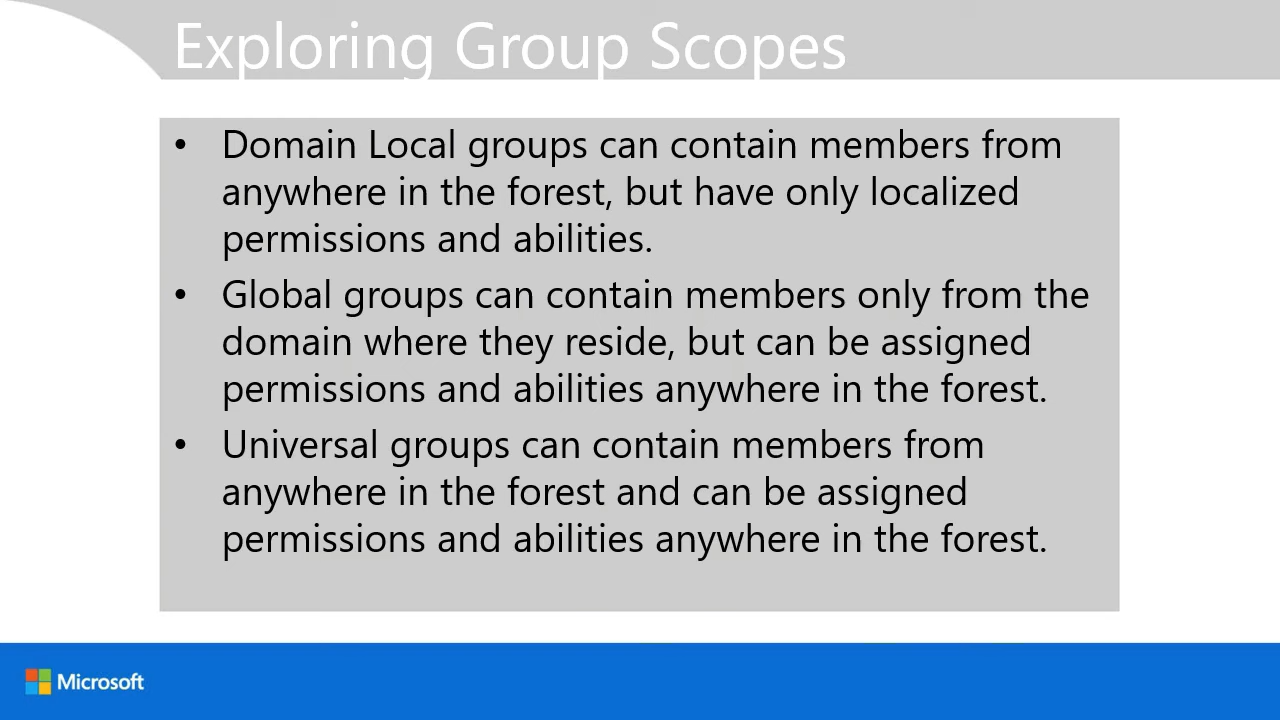 Exploring Group Scopes
• Domain Local groups can contain members from
anywhere in the forest, but have only localized
permissions and abilities.
• Global groups can contain members only from the
domain where they reside, but can be assigned
permissions and abilities anywhere in the forest.
• Universal groups can contain members from
anywhere in the forest and can be assigned
permissions and abilities anywhere in the forest.
Microsoft